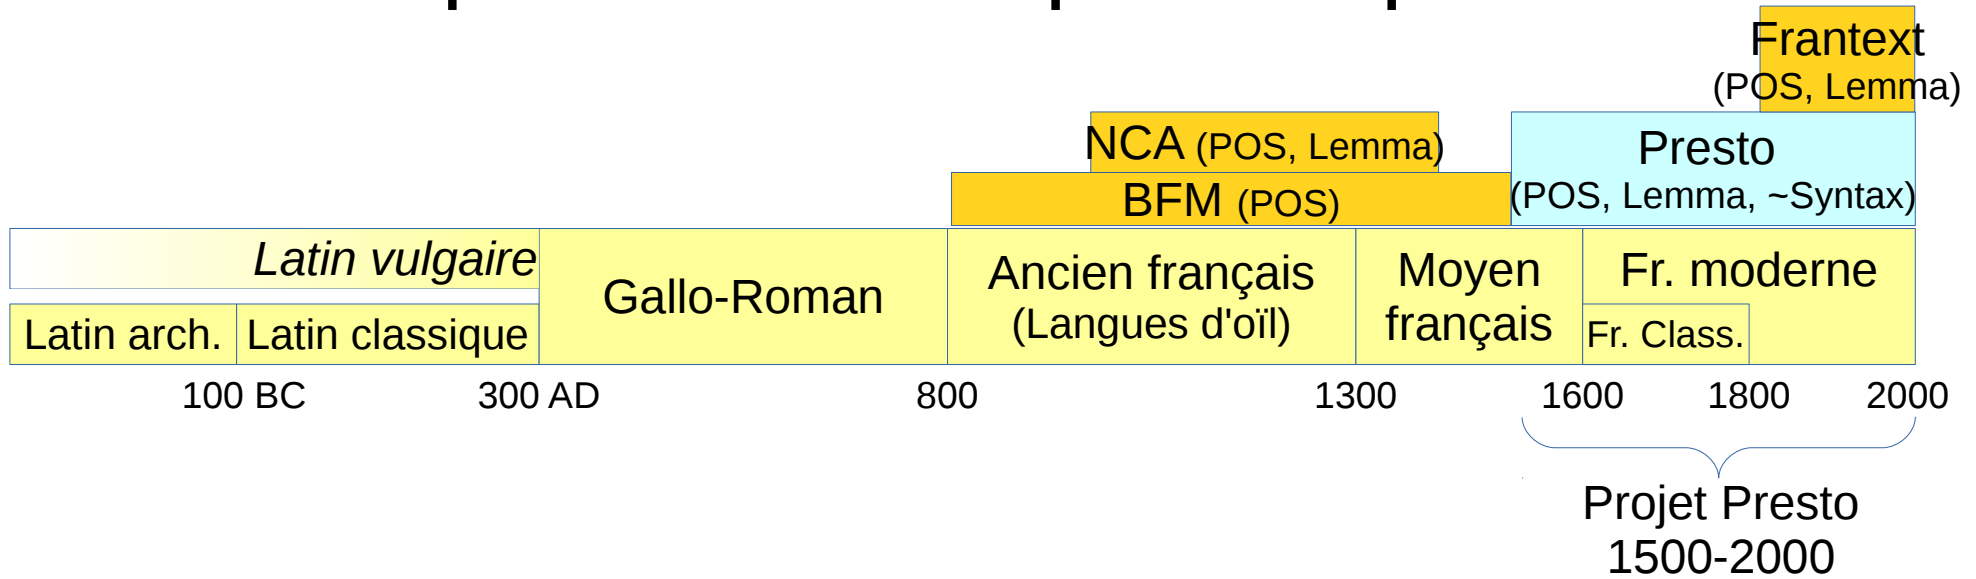 Frantext
(POS, Lemma)
NCA (POS, Lemma)
Presto
BFM (POS)
(POS, Lemma, ~Syntax)
Latin vulgaire
Gallo-Roman
Ancien français
(Langues d'oïl)
Moyen
français
Fr. moderne
Latin arch.
Latin classique
Fr. Class.
100 BC
300 AD
800
1300
1600
1800
2000
Projet Presto
1500-2000